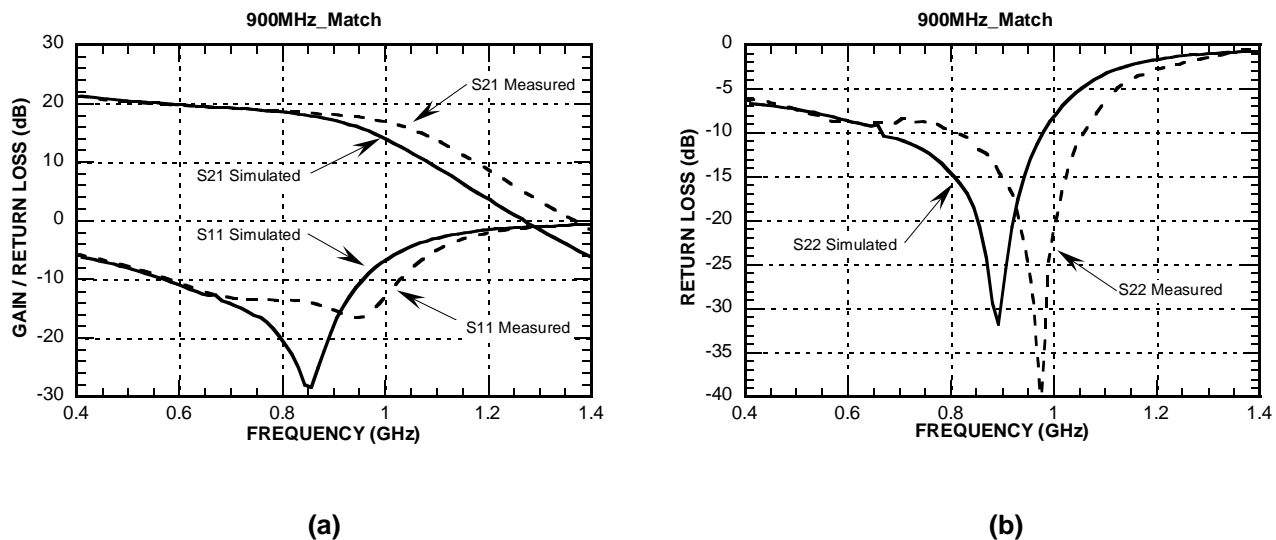 900MHz_Match
30
20
10
0
-10
-20
-30
GAIN / RETURN LOSS (dB)
S21 Measured
S21 Simulated
S11 Simulated
S11 Measured
0.4
0.6
0.8
1
1.2
1.4
FREQUENCY (GHz)
(a)
900MHz_Match
0
-5
-10
-15
-20
-25
-30
-35
-40
RETURN LOSS (dB)
S22 Simulated
S22 Measured
0.4
0.6
0.8
1
1.2
1.4
FREQUENCY (GHz)
(b)